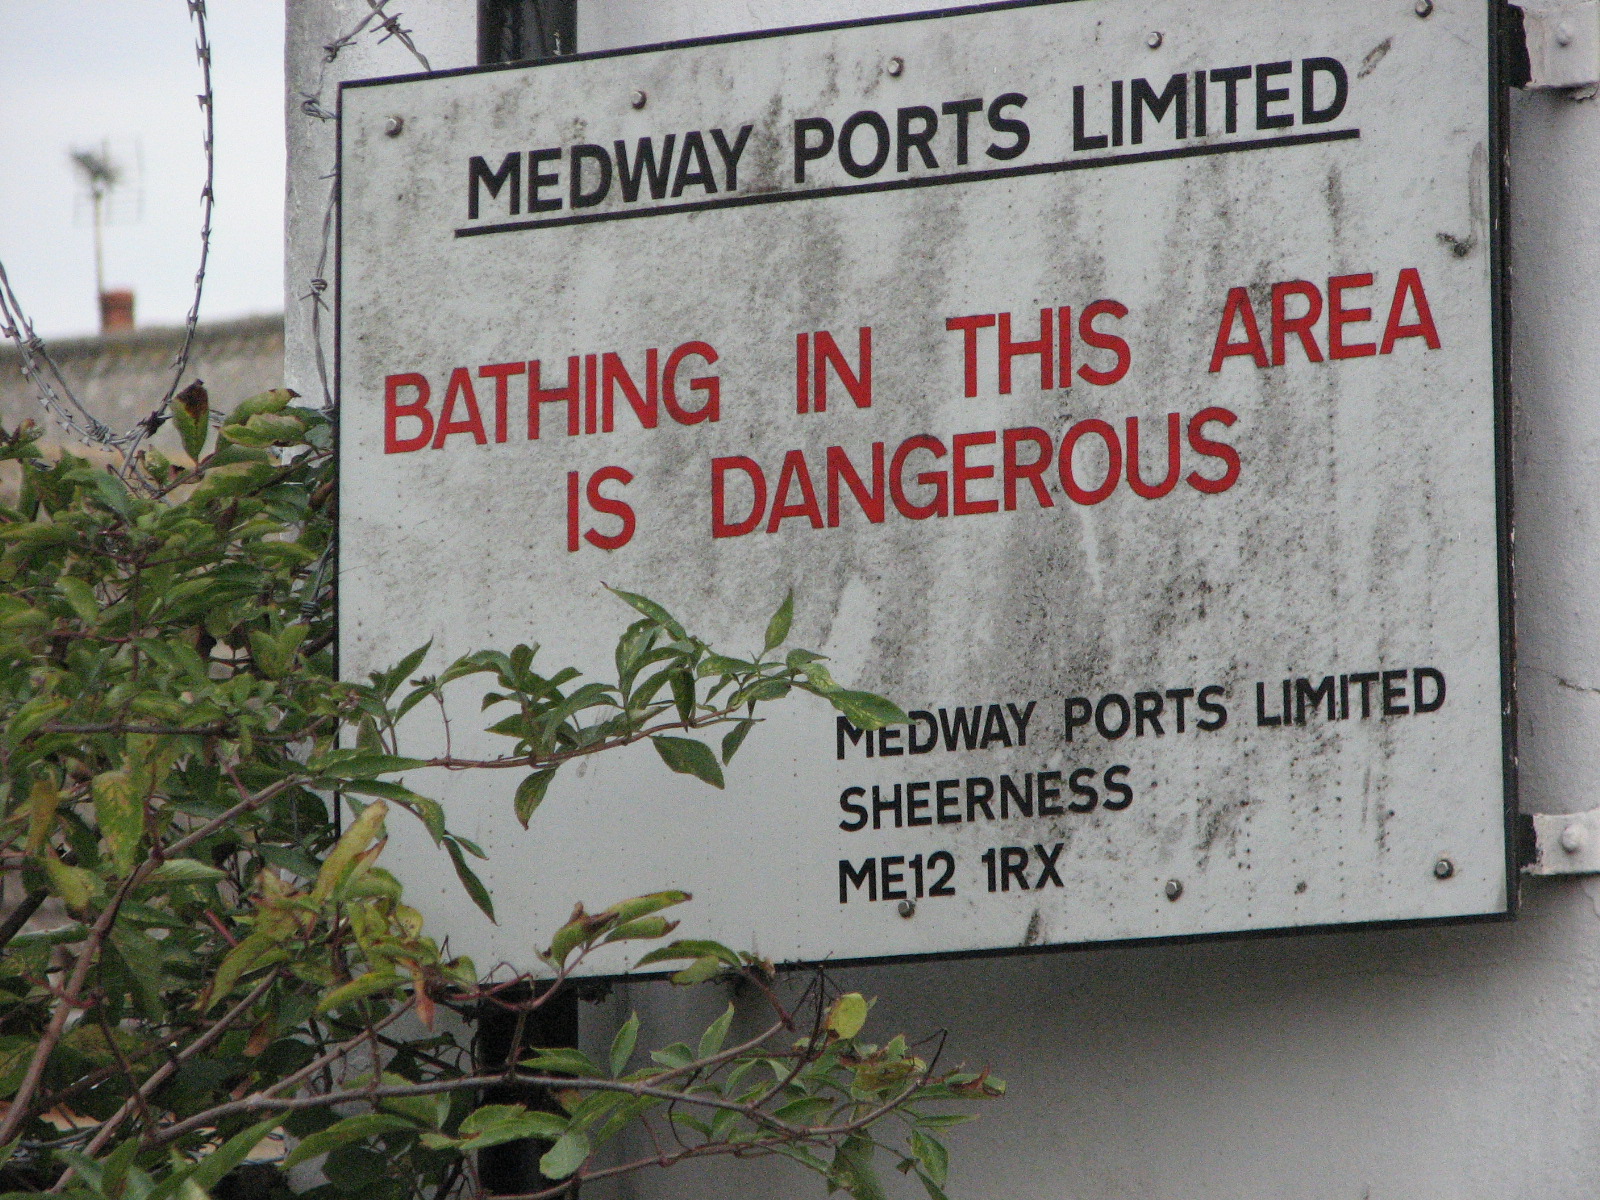 MEDWAY PORTS LIMITED
BATHING IN THIS AREA
IS DANGEROUS
MEDWAY PORTS LIMITED
SHEERNESS
ME12 1RX